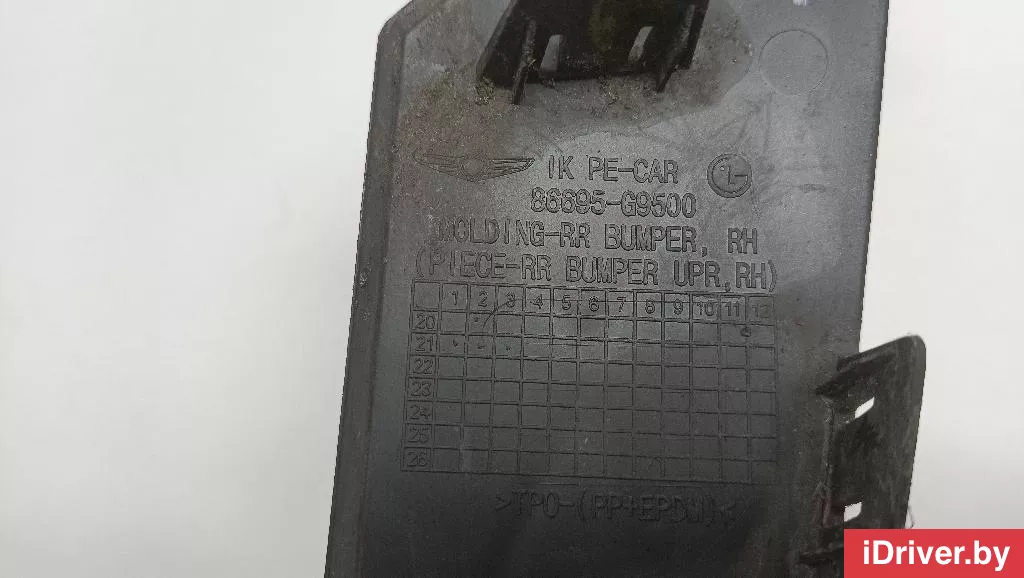 IK PE-CAR
86695-G9500
MOLDING-RR BUMPER, RH
(PIECE-RR BUMPER UPR,RH)
1 2 3 4 5 6 7 8 9 10 11 12
20
21
22
23
24
25
26
>TPO-(PP+EPDM)<
iDriver.by